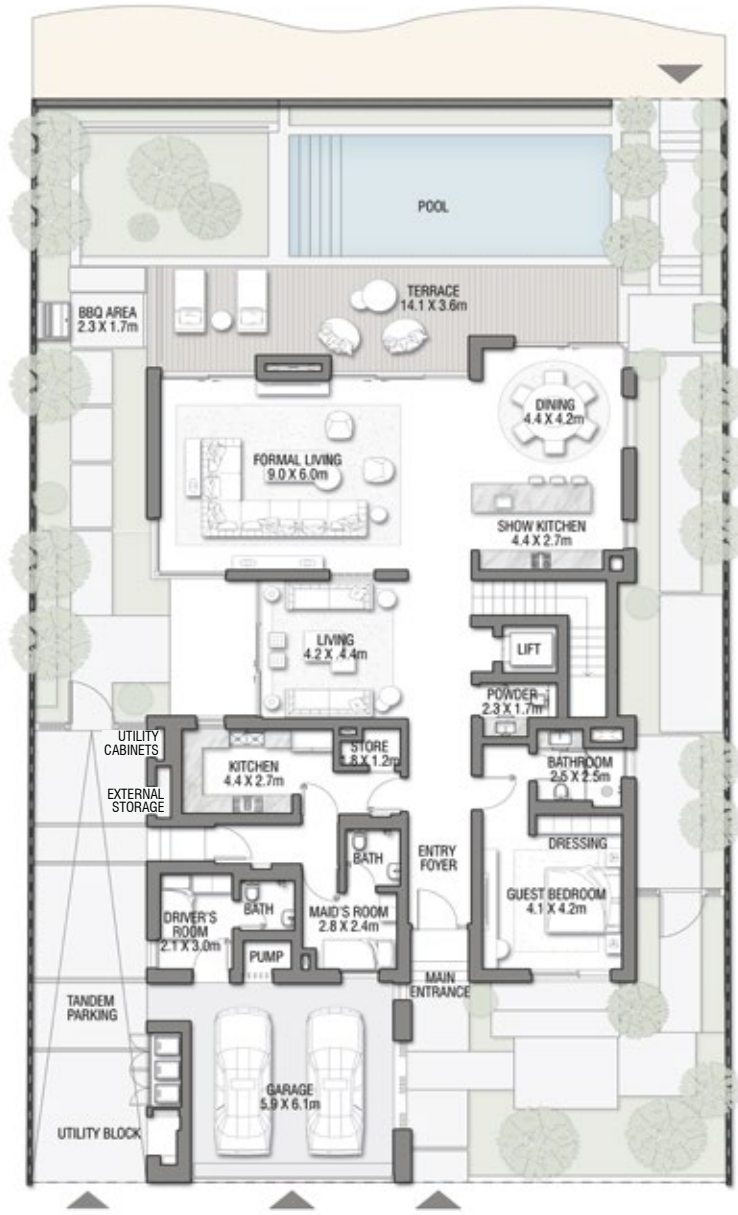 POOL
TERRACE
14.1 X 3.6m
BBQ AREA
2.3 X 1.7m
DINING
4.4 X 4.2m
FORMAL LIVING
9.0 X 6.0m
SHOW KITCHEN
4.4 X 2.7m
LIVING
4.2 X .4.4m
LIFT
POWDER
2.3 X 1.7m
UTILITY
CABINETS
STORE
1.8 X 1.2m
KITCHEN
4.4 X 2.7m
BATHROOM
2.5 X 2.5m
EXTERNAL
STORAGE
DRESSING
BATH
ENTRY
FOYER
GUEST BEDROOM
4.1 X 4.2m
BATH
MAID'S ROOM
2.8 X 2.4m
DRIVER'S
ROOM
2.1 X 3.0m
PUMP
MAIN
ENTRANCE
TANDEM
PARKING
GARAGE
5.9 X 6.1m
UTILITY BLOCK